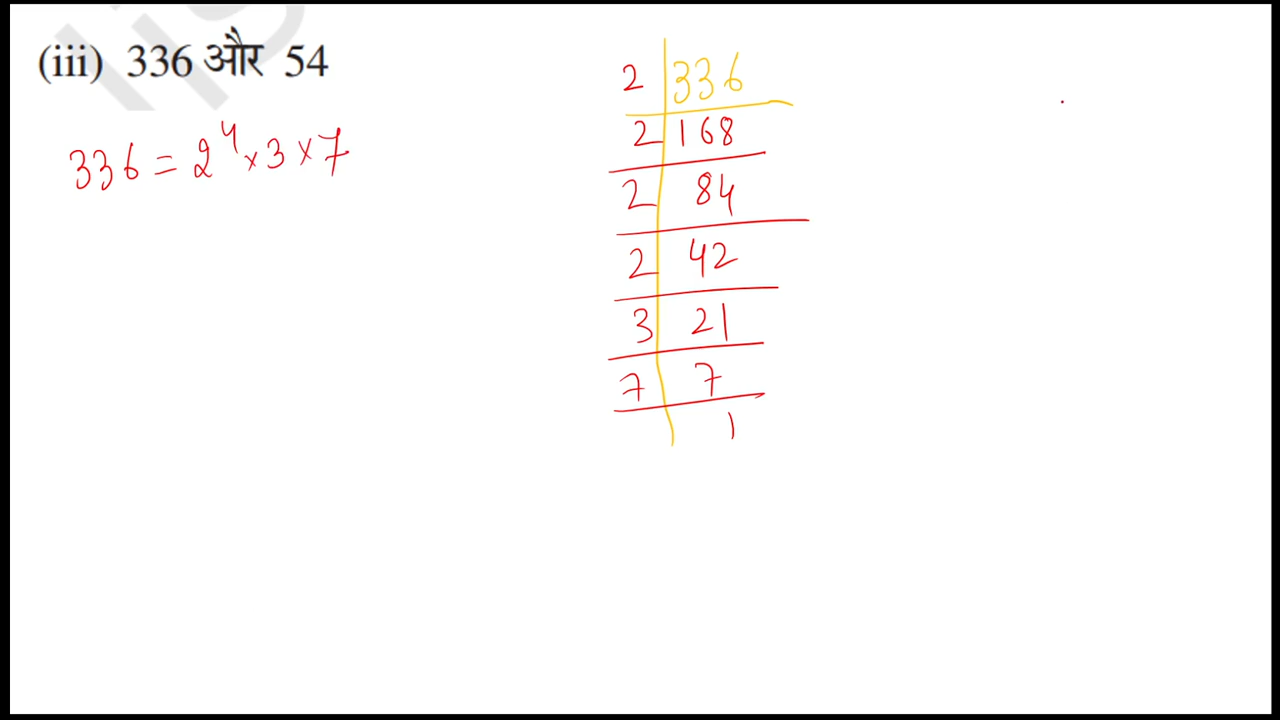 (iii) 336 और 54
336 = 2⁴ × 3 × 7
2 | 336
2 | 168
2 | 84
2 | 42
3 | 21
7 | 7
| 1